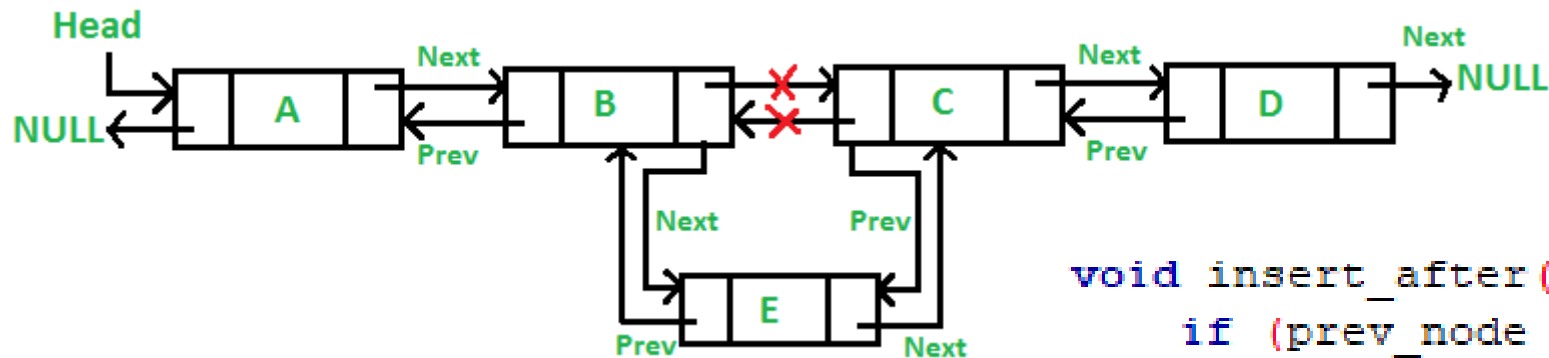 Head
Next
Next
Next
NULL
A
B
C
D
NULL
Prev
Prev
Next
Prev
E
Prev
Next
void insert_after(
if (prev_node